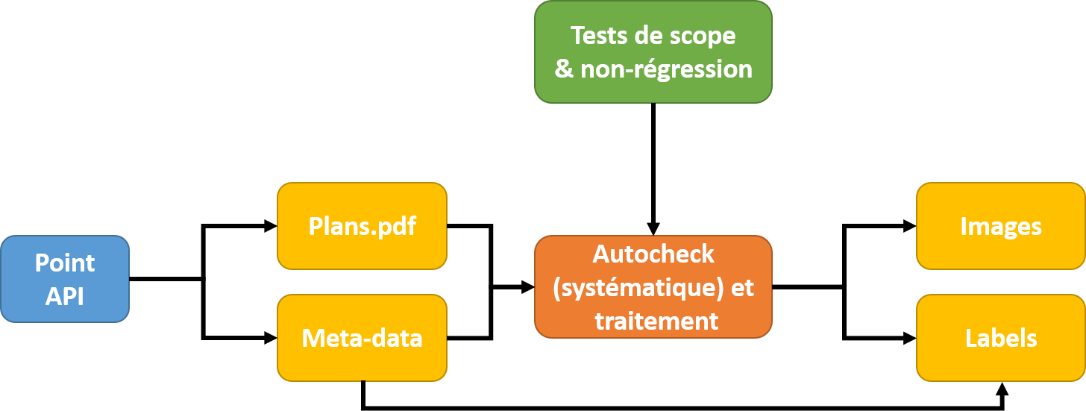 Tests de scope
& non-régression
Point
API
Plans.pdf
Meta-data
Autocheck
(systématique) et
traitement
Images
Labels